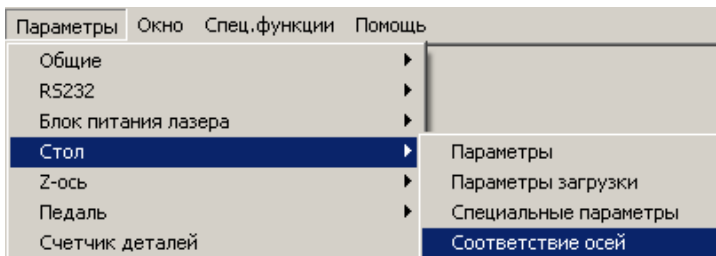 Параметры Окно Спец.функции Помощь
Общие
RS232
Блок питания лазера
Стол
Z-ось
Педаль
Счетчик деталей
Параметры
Параметры загрузки
Специальные параметры
Соответствие осей